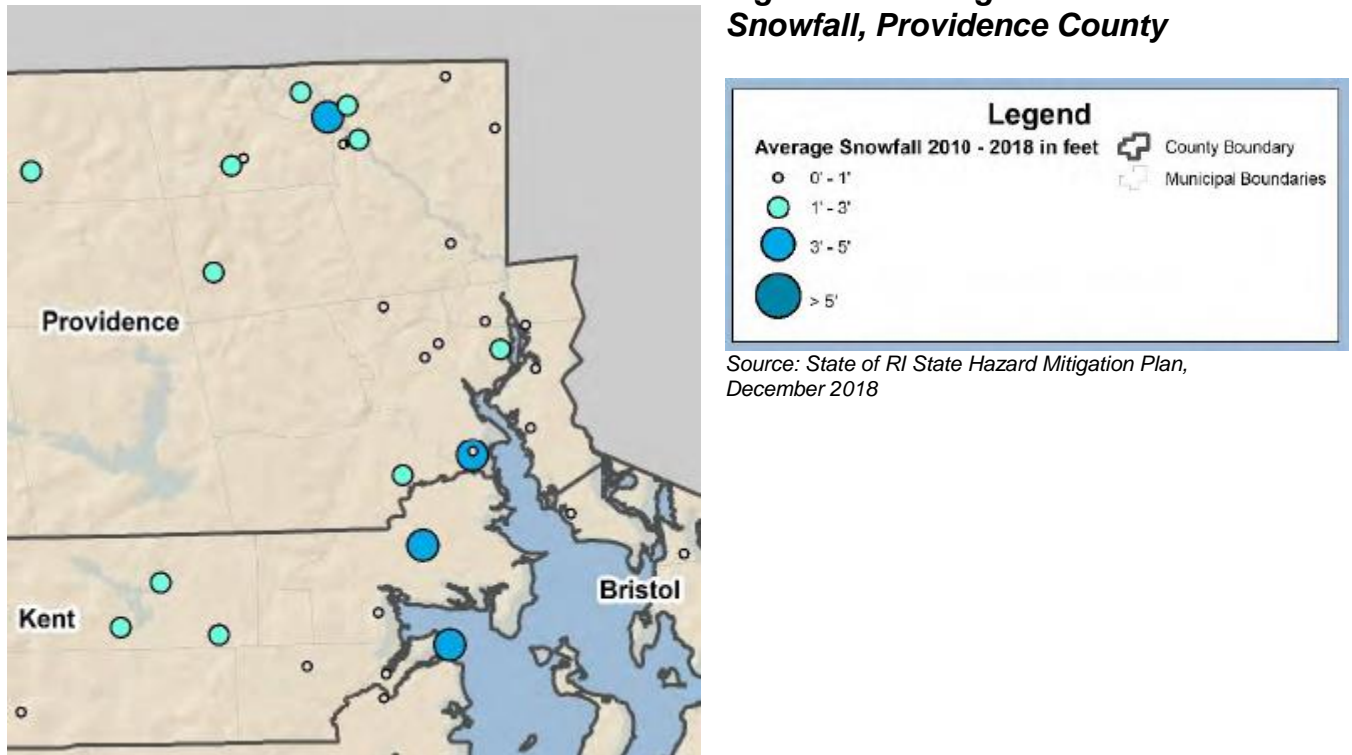 Snowfall, Providence County
Legend
Average Snowfall 2010 - 2018 in feet
County Boundary
0' - 1'
Municipal Boundaries
1' - 3'
3' - 5'
> 5'
Source: State of RI State Hazard Mitigation Plan,
December 2018
Providence
Bristol
Kent